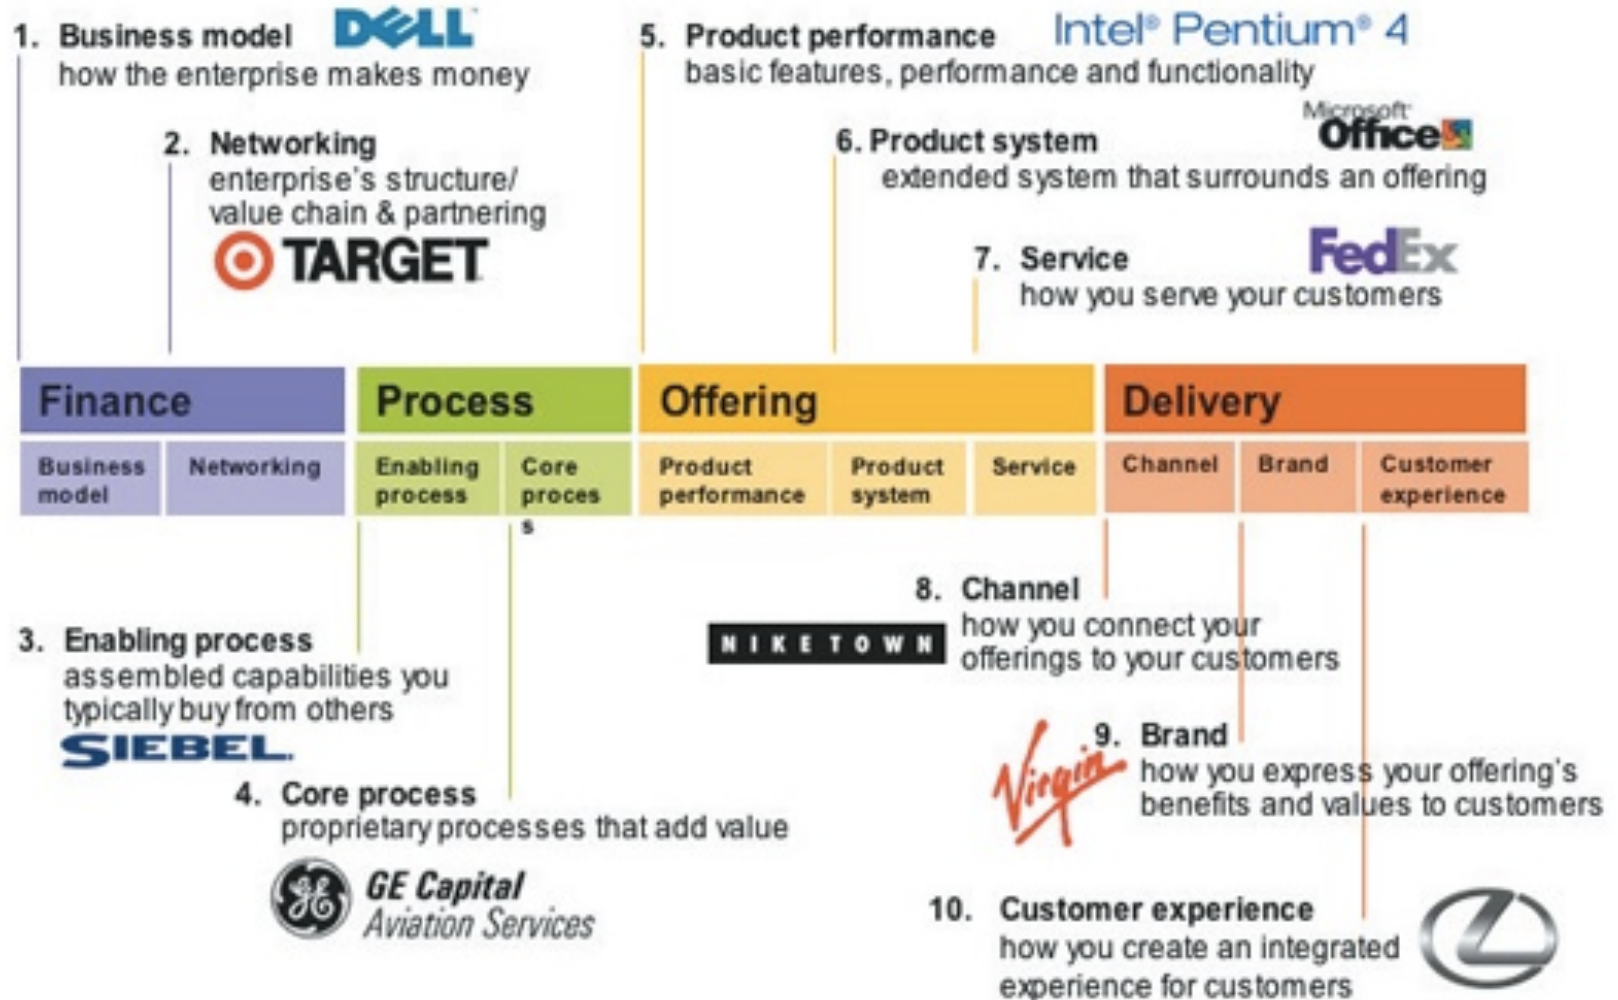 1. Business model DELL
how the enterprise makes money
2. Networking
enterprise's structure/
value chain & partnering
TARGET
5. Product performance Intel® Pentium® 4
basic features, performance and functionality
Microsoft
Office
6. Product system
extended system that surrounds an offering
7. Service FedEx
how you serve your customers
Finance Process Offering Delivery
Business
model
Networking
Enabling
process
Core
proces
s
Product
performance
Product
system
Service
Channel
Brand
Customer
experience
3. Enabling process
assembled capabilities you
typically buy from others
SIEBEL.
4. Core process
proprietary processes that add value
GE
GE Capital
Aviation Services
8. Channel
NIKETOWN
how you connect your
offerings to your customers
9. Brand
Virgin
how you express your offering's
benefits and values to customers
10. Customer experience
how you create an integrated
experience for customers